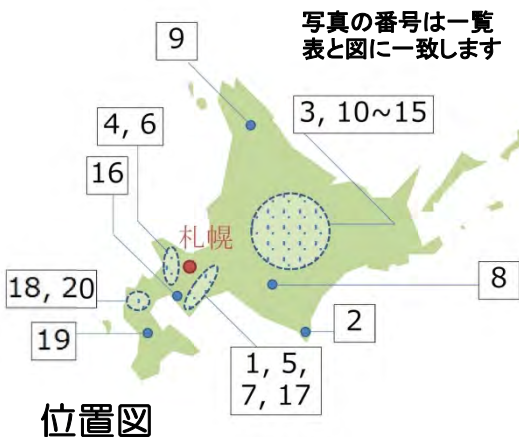 写真の番号は一覧
表と図に一致します
9
3, 10~15
4, 6
16
札幌
18, 20
8
19
2
1, 5,
7, 17
位置図